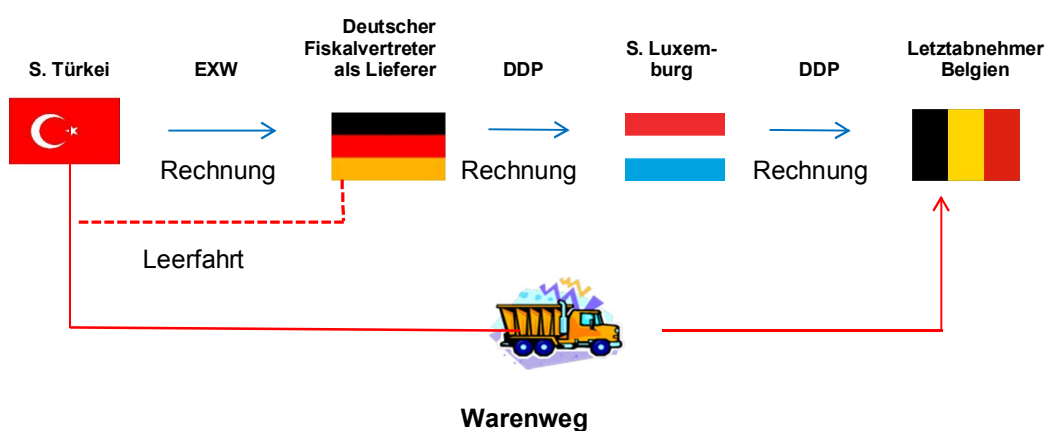 Deutscher
Fiskalvertreter
als Lieferer
S. Luxem-
burg
Letztabnehmer
Belgien
S. Türkei
EXW
DDP
DDP
Rechnung
Rechnung
Rechnung
Leerfahrt
Warenweg